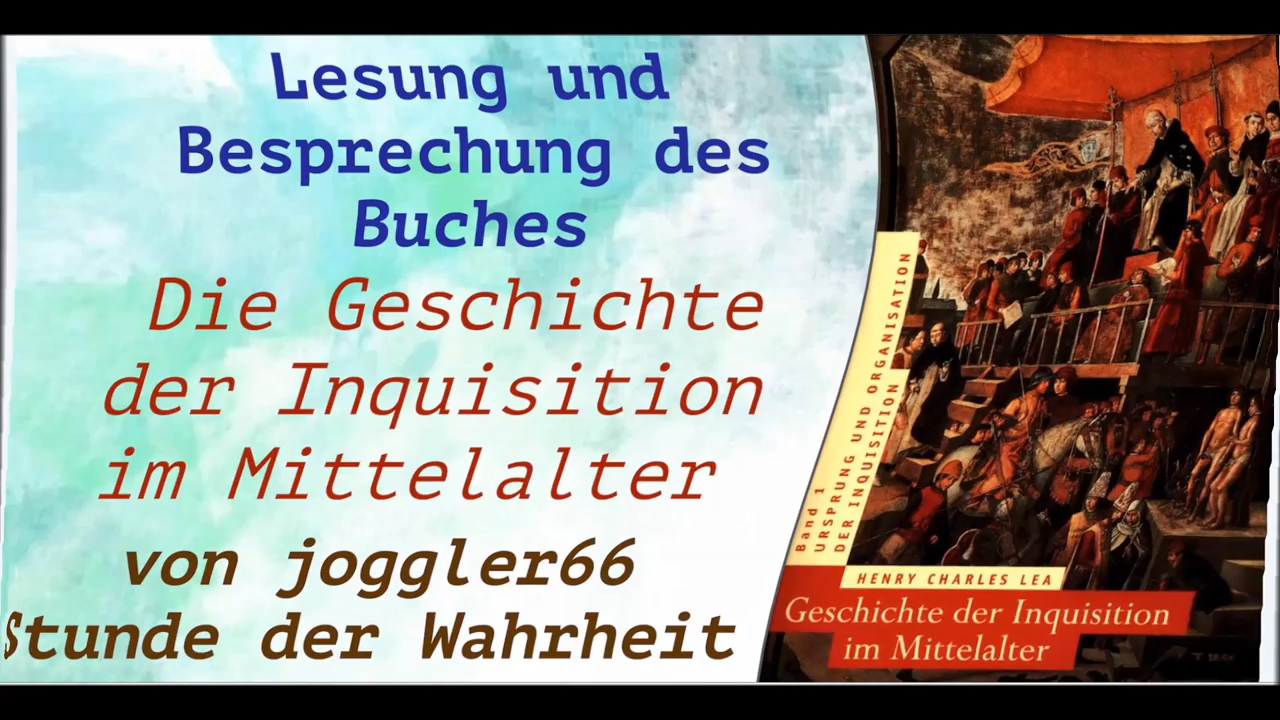 Lesung und
Besprechung des
Buches
Die Geschichte
der Inquisition
im Mittelalter
von joggler66
Stunde der Wahrheit
Band 1
URSPRUNG UND ORGANISATION
DER INQUISITION
HENRY CHARLES LEA
Geschichte der Inquisition
im Mittelalter